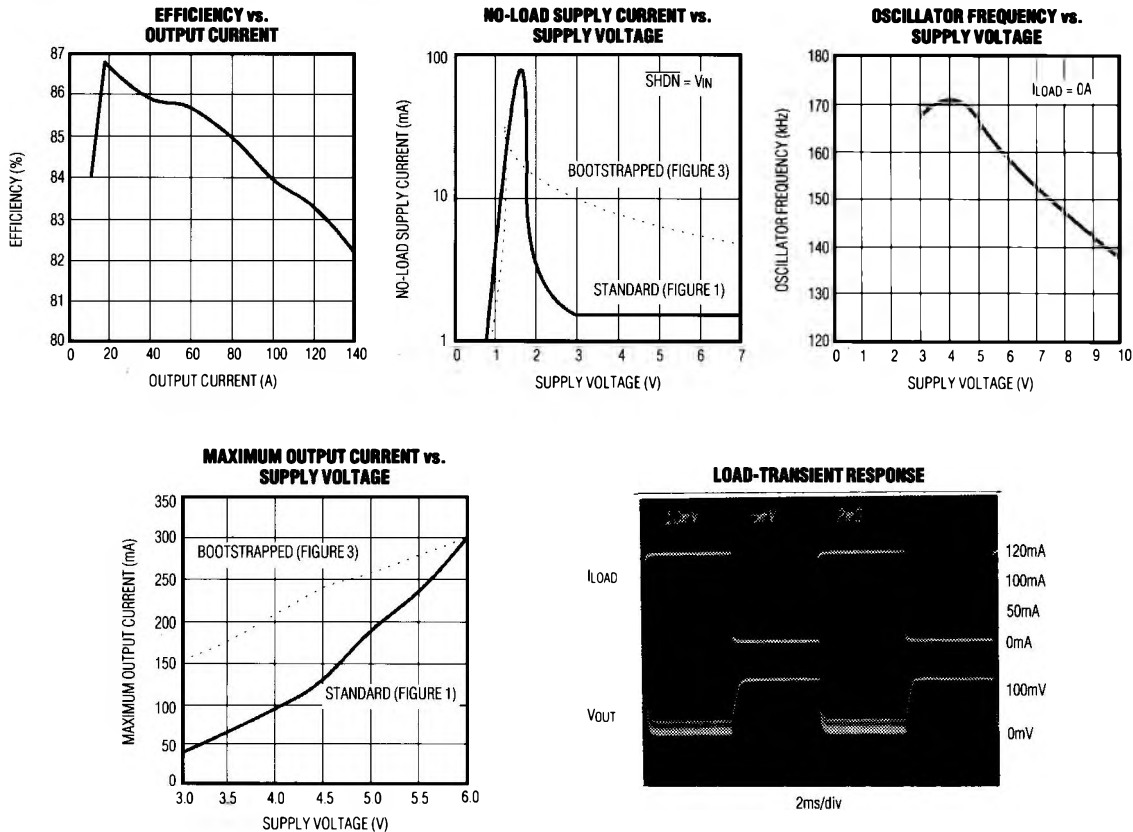 EFFICIENCY vs.
OUTPUT CURRENT
87
86
85
84
83
82
81
80
EFFICIENCY (%)
0 20 40 60 80 100 120 140
OUTPUT CURRENT (A)
NO-LOAD SUPPLY CURRENT vs.
SUPPLY VOLTAGE
100
10
1
NO-LOAD SUPPLY CURRENT (mA)
SHDN = VIN
BOOTSTRAPPED (FIGURE 3)
STANDARD (FIGURE 1)
0 1 2 3 4 5 6 7
SUPPLY VOLTAGE (V)
OSCILLATOR FREQUENCY vs.
SUPPLY VOLTAGE
180
170
160
150
140
130
120
OSCILLATOR FREQUENCY (kHz)
ILOAD = 0A
0 1 2 3 4 5 6 7 8 9 10
SUPPLY VOLTAGE (V)
MAXIMUM OUTPUT CURRENT vs.
SUPPLY VOLTAGE
350
300
250
200
150
100
50
0
MAXIMUM OUTPUT CURRENT (mA)
BOOTSTRAPPED (FIGURE 3)
STANDARD (FIGURE 1)
3.0 3.5 4.0 4.5 5.0 5.5 6.0
SUPPLY VOLTAGE (V)
LOAD-TRANSIENT RESPONSE
ILOAD
VOUT
120mA
100mA
50mA
0mA
100mV
0mV
2ms/div